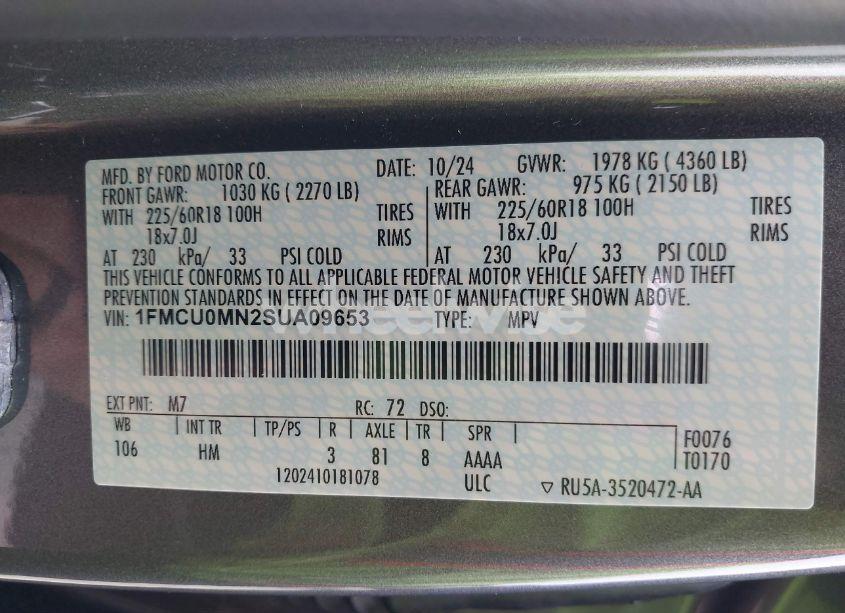 MFD. BY FORD MOTOR CO. DATE: 10/24 GVWR: 1978 KG ( 4360 LB)
FRONT GAWR: 1030 KG ( 2270 LB) REAR GAWR: 975 KG ( 2150 LB)
WITH 225/60R18 100H TIRES WITH 225/60R18 100H TIRES
18x7.0J RIMS 18x7.0J RIMS
AT 230 kPa/ 33 PSI COLD AT 230 kPa/ 33 PSI COLD
THIS VEHICLE CONFORMS TO ALL APPLICABLE FEDERAL MOTOR VEHICLE SAFETY AND THEFT
PREVENTION STANDARDS IN EFFECT ON THE DATE OF MANUFACTURE SHOWN ABOVE.
VIN: 1FMCU0MN2SUA09653 TYPE: MPV
EXT PNT: M7 RC: 72 DSO:
WB INT TR TP/PS R AXLE TR SPR F0076
106 HM 3 81 8 AAAA T0170
1202410181078 ULC ▽ RU5A-3520472-AA